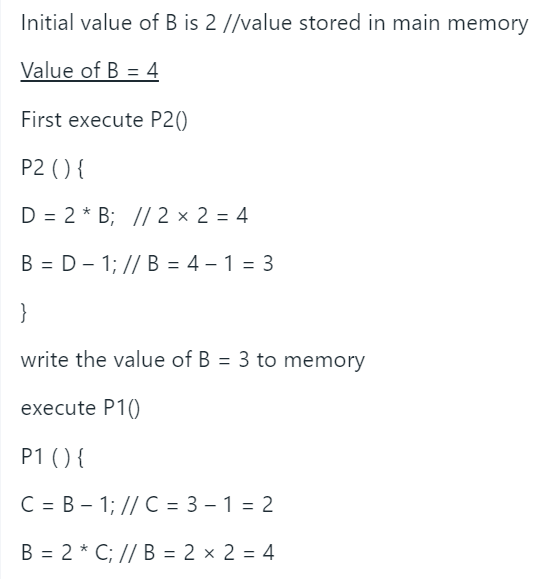 Initial value of B is 2 //value stored in main memory
Value of B = 4
First execute P2()
P2 ( ) {
D = 2 * B;  // 2 × 2 = 4
B = D – 1; // B = 4 – 1 = 3
}
write the value of B = 3 to memory
execute P1()
P1 ( ) {
C = B – 1; // C = 3 – 1 = 2
B = 2 * C; // B = 2 × 2 = 4